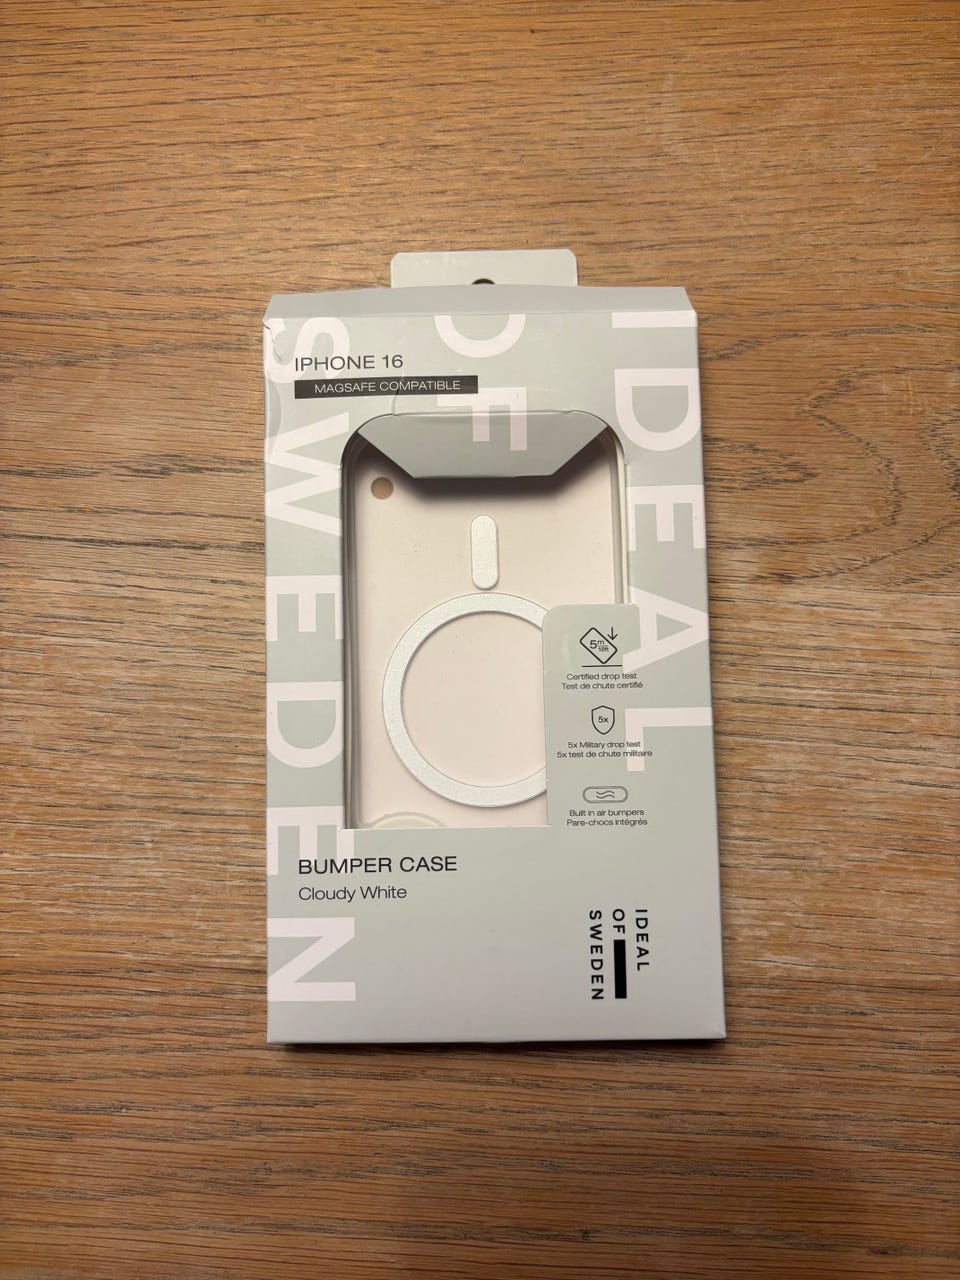 IDEAL
OF
SWEDEN
IPHONE 16
MAGSAFE COMPATIBLE
5m
16ft
Certified drop test
Test de chute certifié
5x
5x Military drop test
5x test de chute militaire
Built in air bumpers
Pare-chocs intégrés
BUMPER CASE
Cloudy White
IDEAL
OF
SWEDEN